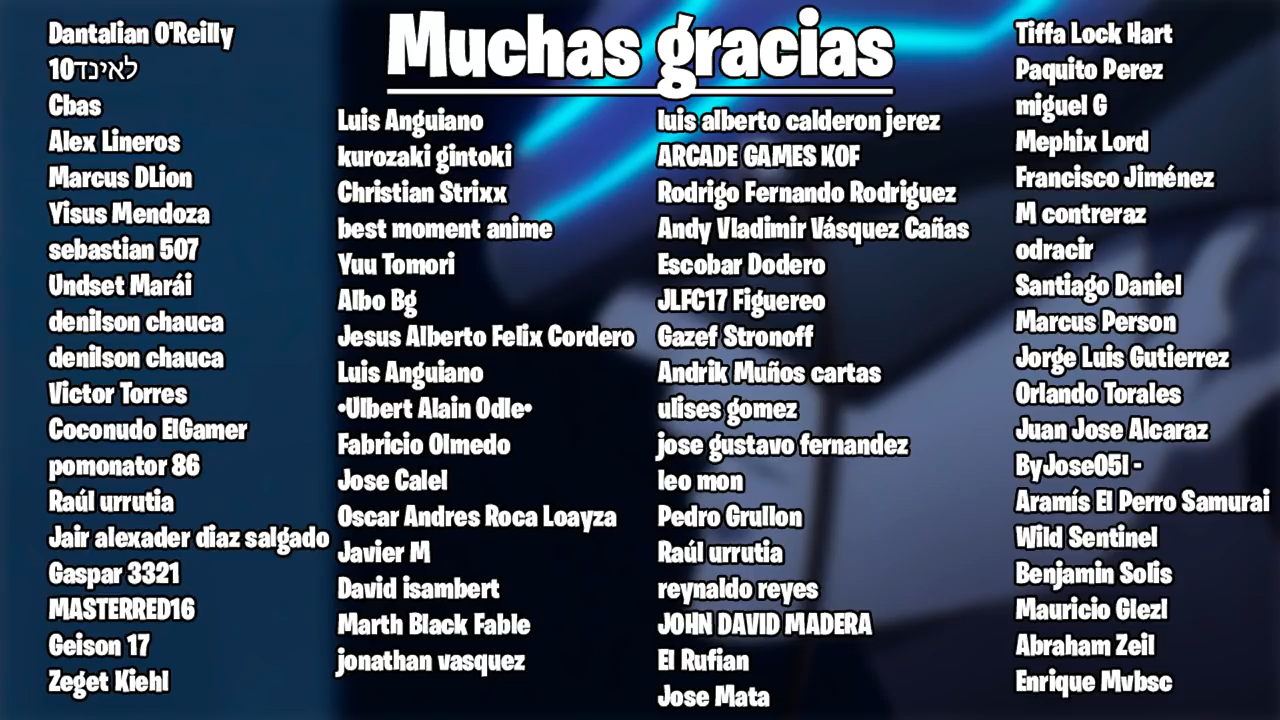 Muchas gracias
Dantalian O'Reilly
לאינד10
Cbas
Alex Lineros
Marcus DLion
Yisus Mendoza
sebastian 507
Undset Marái
denilson chauca
denilson chauca
Victor Torres
Coconudo ElGamer
pomonator 86
Raúl urrutia
Jair alexader diaz salgado
Gaspar 3321
MASTERRED16
Geison 17
Zeget Kiehl
Luis Anguiano
kurozaki gintoki
Christian Strixx
best moment anime
Yuu Tomori
Albo Bg
Jesus Alberto Felix Cordero
Luis Anguiano
•Ulbert Alain Odle•
Fabricio Olmedo
Jose Calel
Oscar Andres Roca Loayza
Javier M
David isambert
Marth Black Fable
jonathan vasquez
luis alberto calderon jerez
ARCADE GAMES KOF
Rodrigo Fernando Rodriguez
Andy Vladimir Vásquez Cañas
Escobar Dodero
JLFC17 Figuereo
Gazef Stronoff
Andrik Muños cartas
ulises gomez
jose gustavo fernandez
leo mon
Pedro Grullon
Raúl urrutia
reynaldo reyes
JOHN DAVID MADERA
El Rufian
Jose Mata
Tiffa Lock Hart
Paquito Perez
miguel G
Mephix Lord
Francisco Jiménez
M contreraz
odracir
Santiago Daniel
Marcus Person
Jorge Luis Gutierrez
Orlando Torales
Juan Jose Alcaraz
ByJose05l -
Aramís El Perro Samurai
Wild Sentinel
Benjamin Solis
Mauricio Glezl
Abraham Zeil
Enrique Mvbsc